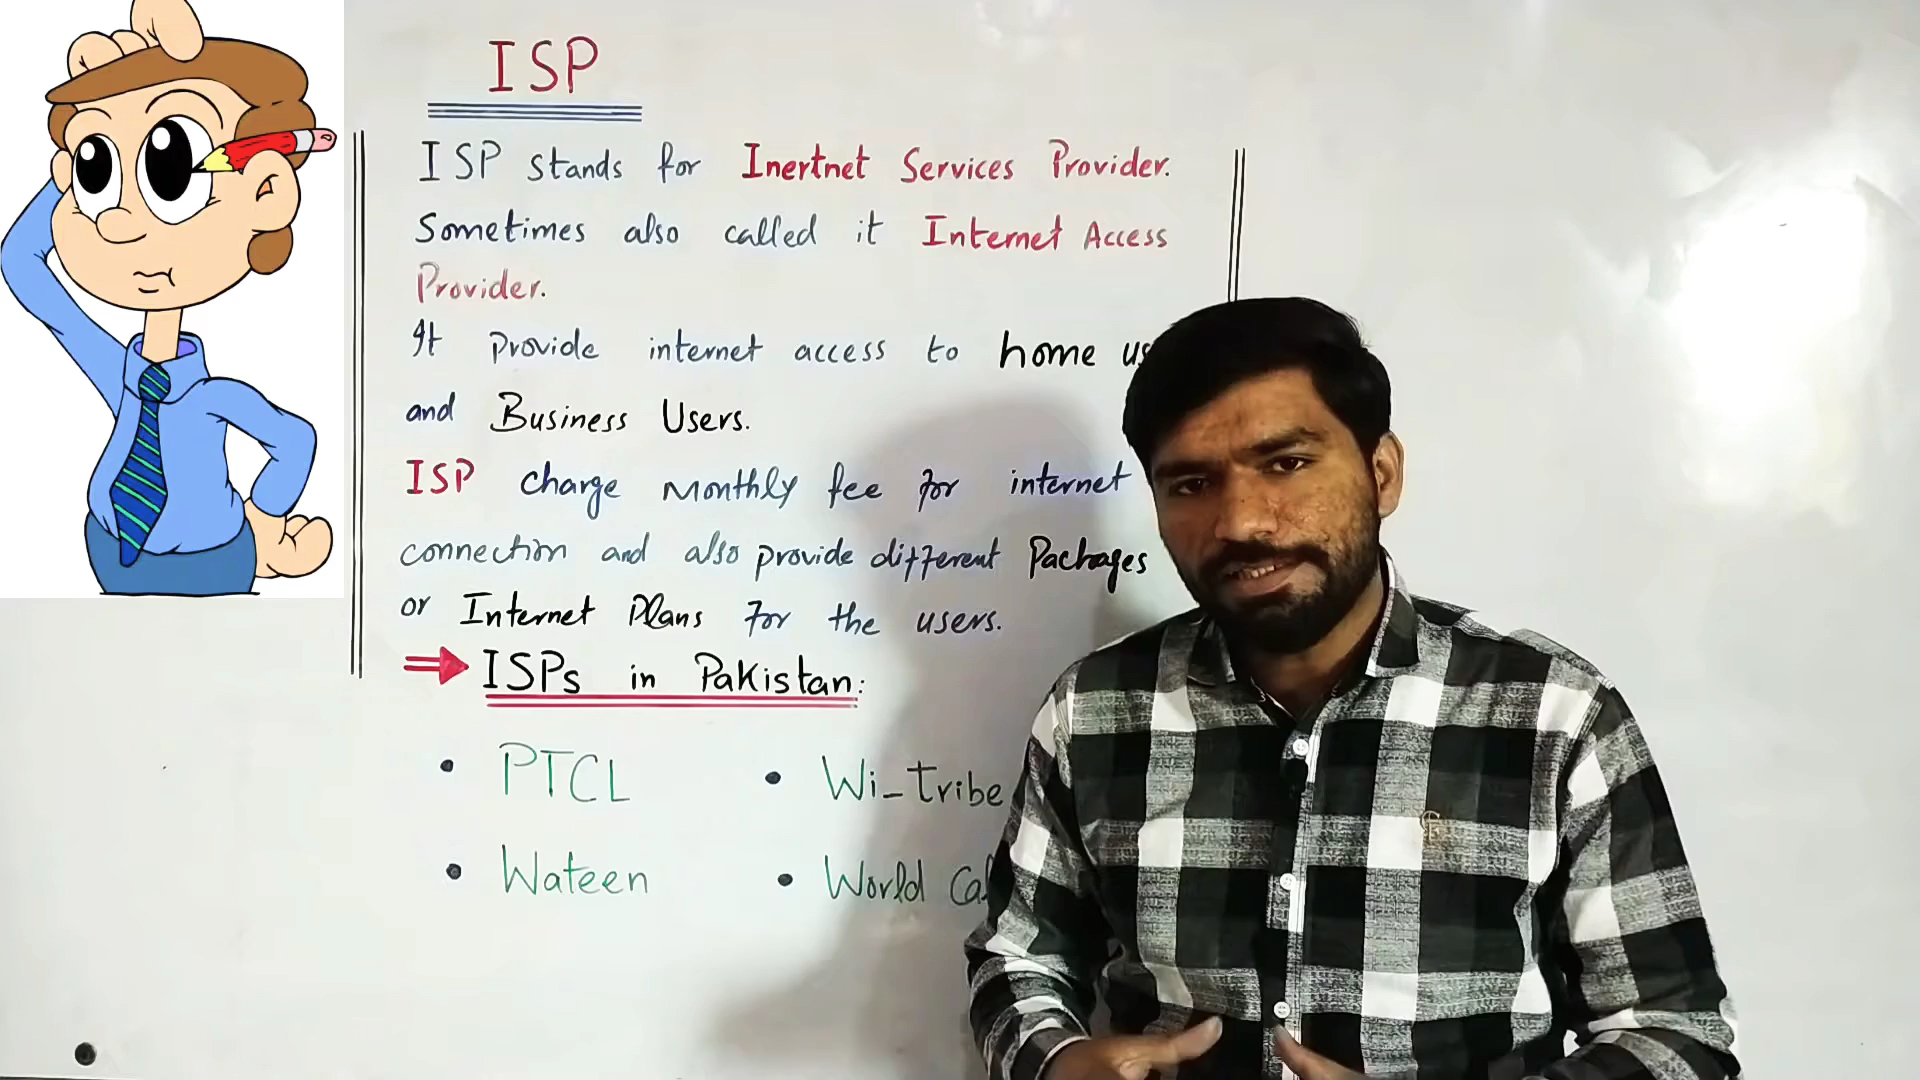 ISP
ISP stands for Inertnet Services Provider.
Sometimes also called it Internet Access
Provider.
It Provide internet access to home
and Business Users.
ISP charge Monthly fee for internet
connection and also provide different Packages
or Internet Plans for the users.
ISPs in Pakistan:
• PTCL • Wi_Tribe
• Wateen • World